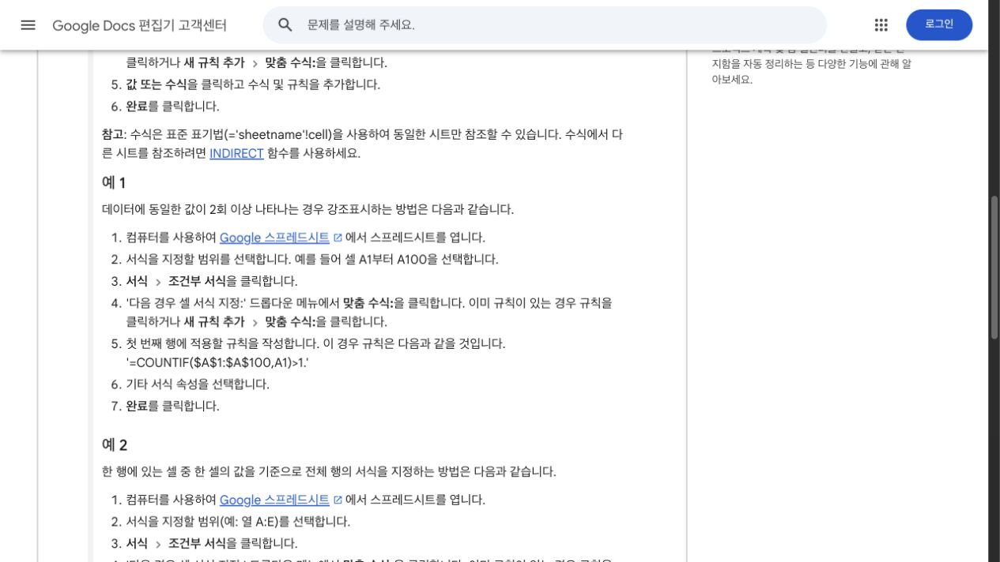 Google Docs 편집기 고객센터
문제를 설명해 주세요.
로그인
클릭하거나 새 규칙 추가 > 맞춤 수식:을 클릭합니다.
5. 값 또는 수식을 클릭하고 수식 및 규칙을 추가합니다.
6. 완료를 클릭합니다.
참고: 수식은 표준 표기법(='sheetname'!cell)을 사용하여 동일한 시트만 참조할 수 있습니다. 수식에서 다
른 시트를 참조하려면 INDIRECT 함수를 사용하세요.
예 1
데이터에 동일한 값이 2회 이상 나타나는 경우 강조표시하는 방법은 다음과 같습니다.
1. 컴퓨터를 사용하여 Google 스프레드시트 에서 스프레드시트를 엽니다.
2. 서식을 지정할 범위를 선택합니다. 예를 들어 셀 A1부터 A100을 선택합니다.
3. 서식 > 조건부 서식을 클릭합니다.
4. '다음 경우 셀 서식 지정:' 드롭다운 메뉴에서 맞춤 수식:을 클릭합니다. 이미 규칙이 있는 경우 규칙을
클릭하거나 새 규칙 추가 > 맞춤 수식:을 클릭합니다.
5. 첫 번째 행에 적용할 규칙을 작성합니다. 이 경우 규칙은 다음과 같을 것입니다.
'=COUNTIF($A$1:$A$100,A1)>1.'
6. 기타 서식 속성을 선택합니다.
7. 완료를 클릭합니다.
예 2
한 행에 있는 셀 중 한 셀의 값을 기준으로 전체 행의 서식을 지정하는 방법은 다음과 같습니다.
1. 컴퓨터를 사용하여 Google 스프레드시트 에서 스프레드시트를 엽니다.
2. 서식을 지정할 범위(예: 열 A:E)를 선택합니다.
3. 서식 > 조건부 서식을 클릭합니다.
지함을 자동 정리하는 등 다양한 기능에 관해 알
아보세요.